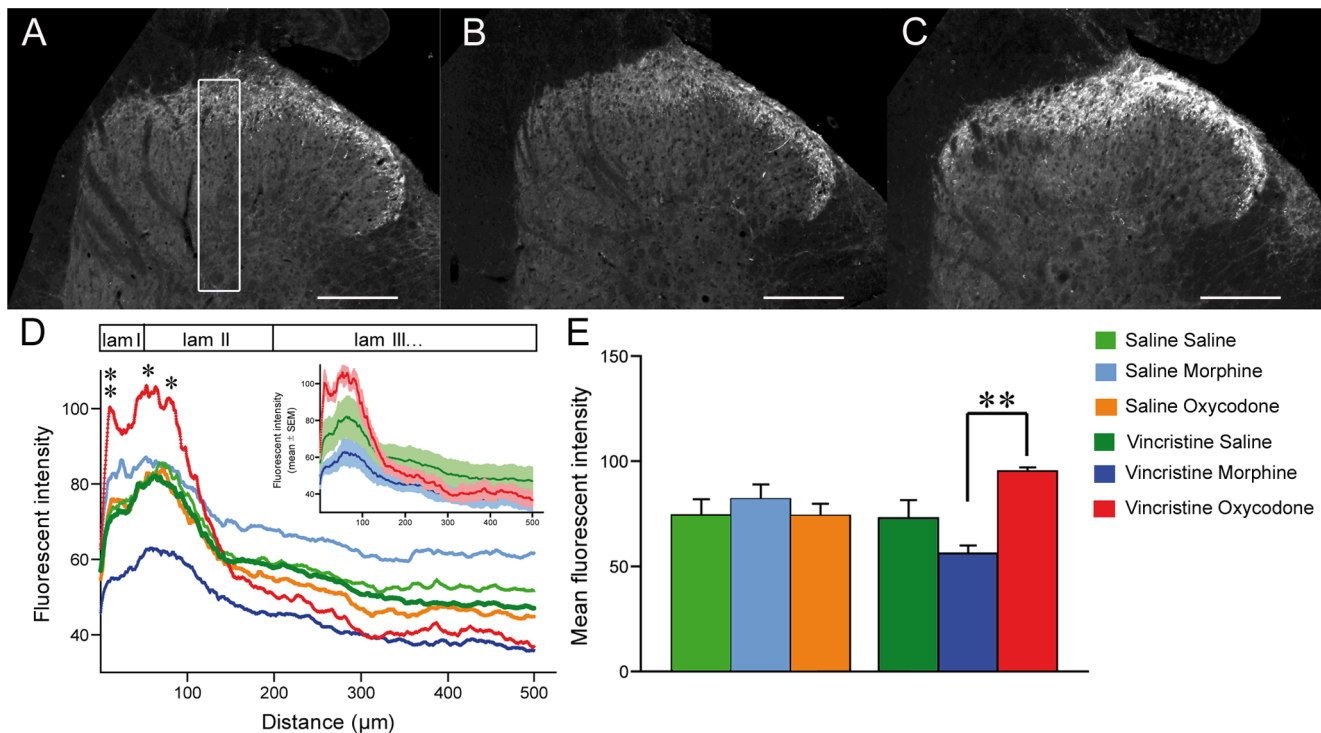 A
B
C
D
lam I
lam II
lam III...
*
*
*
*
100
80
60
40
Fluorescent intensity
100
200
300
400
500
Distance (μm)
100
80
60
40
Fluorescent intensity
(mean ± SEM)
100
200
300
400
500
E
150
100
50
0
Mean fluorescent intensity
**
Saline Saline
Saline Morphine
Saline Oxycodone
Vincristine Saline
Vincristine Morphine
Vincristine Oxycodone